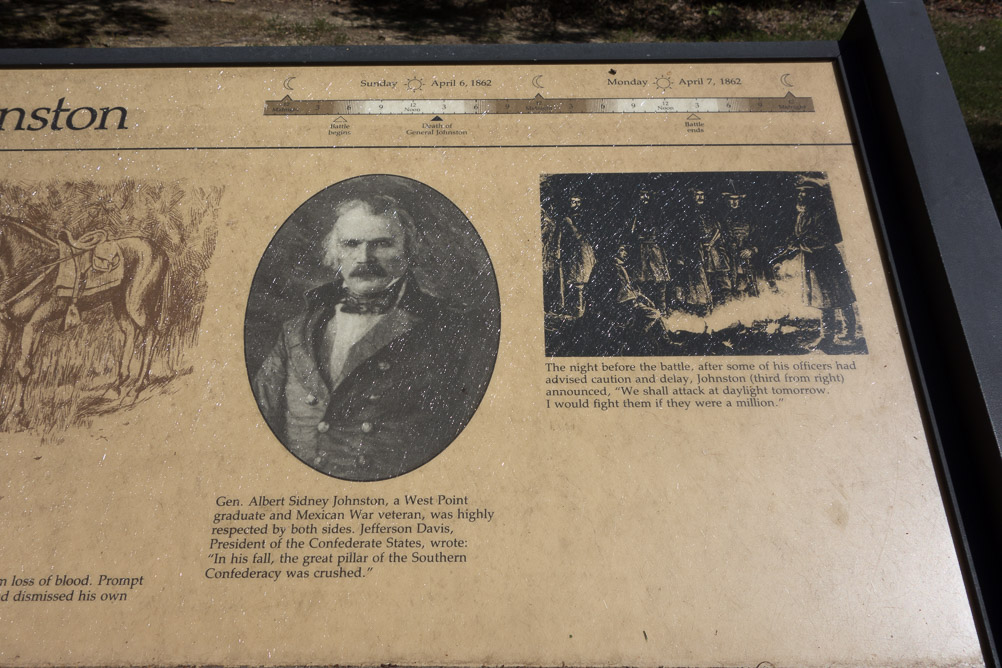 nston
Sunday April 6, 1862 Monday April 7, 1862
6 9 12 3 6 9 3 6 9 12 3 6 9
Noon Noon
Battle
begins
Death of
General Johnston
Battle
ends
The night before the battle, after some of his officers had
advised caution and delay, Johnston (third from right)
announced, “We shall attack at daylight tomorrow.
I would fight them if they were a million.”
Gen. Albert Sidney Johnston, a West Point
graduate and Mexican War veteran, was highly
respected by both sides. Jefferson Davis,
President of the Confederate States, wrote:
“In his fall, the great pillar of the Southern
Confederacy was crushed.”
m loss of blood. Prompt
d dismissed his own